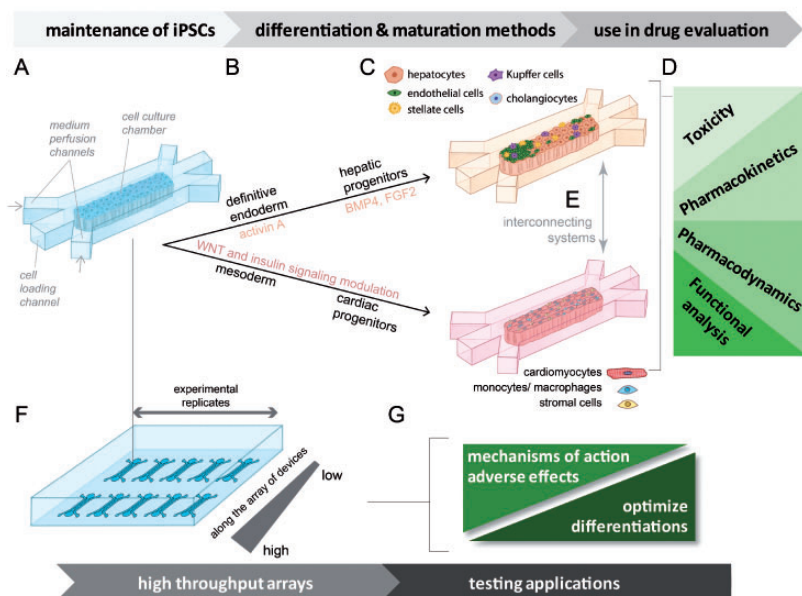 maintenance of iPSCs
differentiation & maturation methods
use in drug evaluation
A
B
C
D
medium
perfusion
channels
cell culture
chamber
cell
loading
channel
hepatocytes
endothelial cells
stellate cells
Kupffer cells
cholangiocytes
definitive
endoderm
activin A
hepatic
progenitors
BMP4, FGF2
WNT and insulin signaling modulation
mesoderm
cardiac
progenitors
E
interconnecting
systems
Toxicity
Pharmacokinetics
Pharmacodynamics
Functional
analysis
cardiomyocytes
monocytes/ macrophages
stromal cells
F
experimental
replicates
along the array of devices
low
high
G
mechanisms of action
adverse effects
optimize
differentiations
high throughput arrays
testing applications